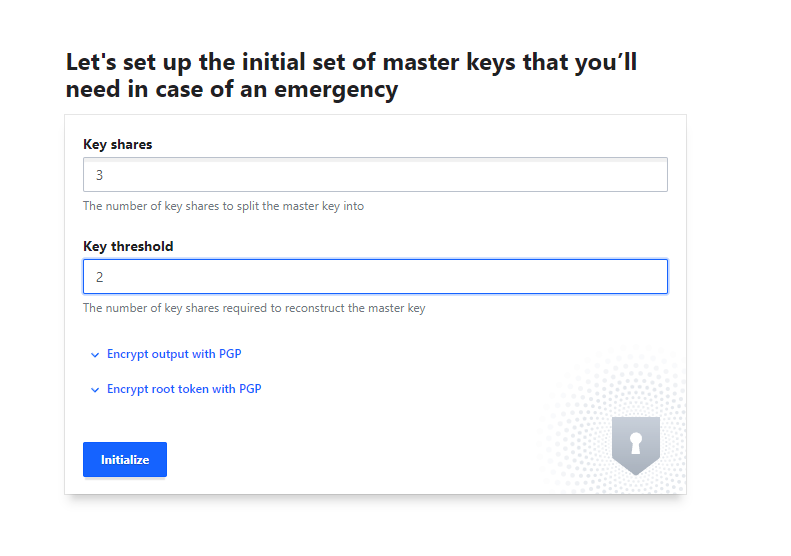 Let's set up the initial set of master keys that you’ll
need in case of an emergency
Key shares
3
The number of key shares to split the master key into
Key threshold
2
The number of key shares required to reconstruct the master key
Encrypt output with PGP
Encrypt root token with PGP
Initialize